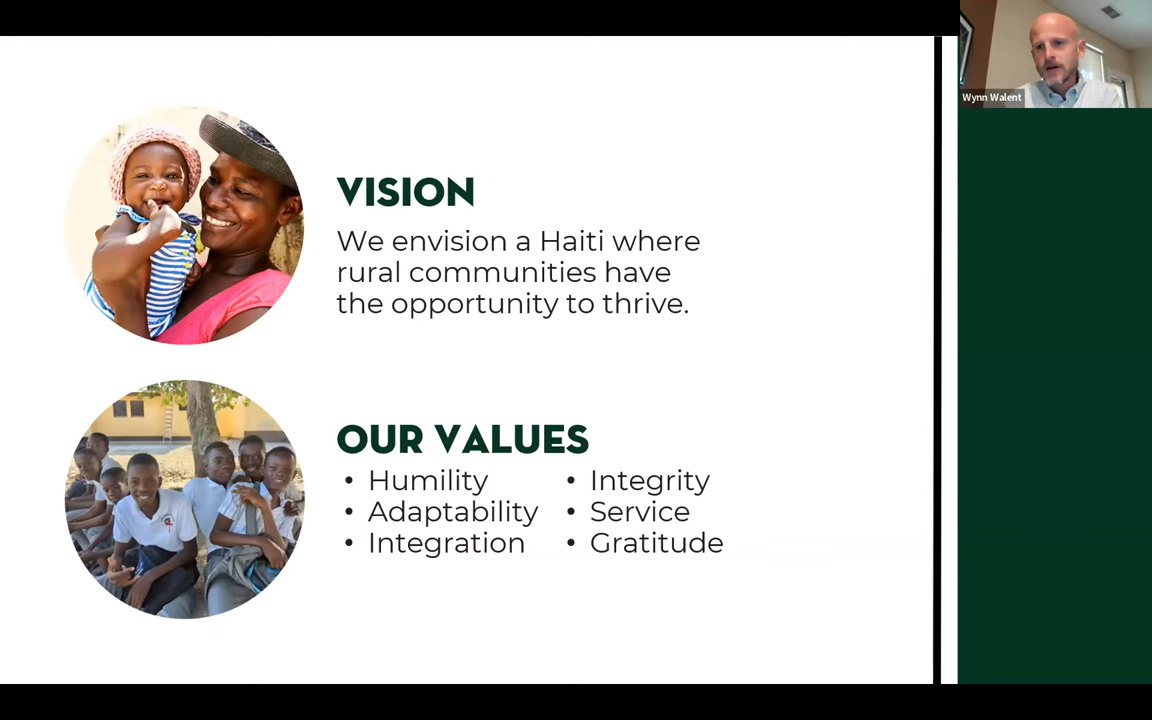 Wynn Walent
VISION
We envision a Haiti where
rural communities have
the opportunity to thrive.
OUR VALUES
• Humility
• Adaptability
• Integration
• Integrity
• Service
• Gratitude